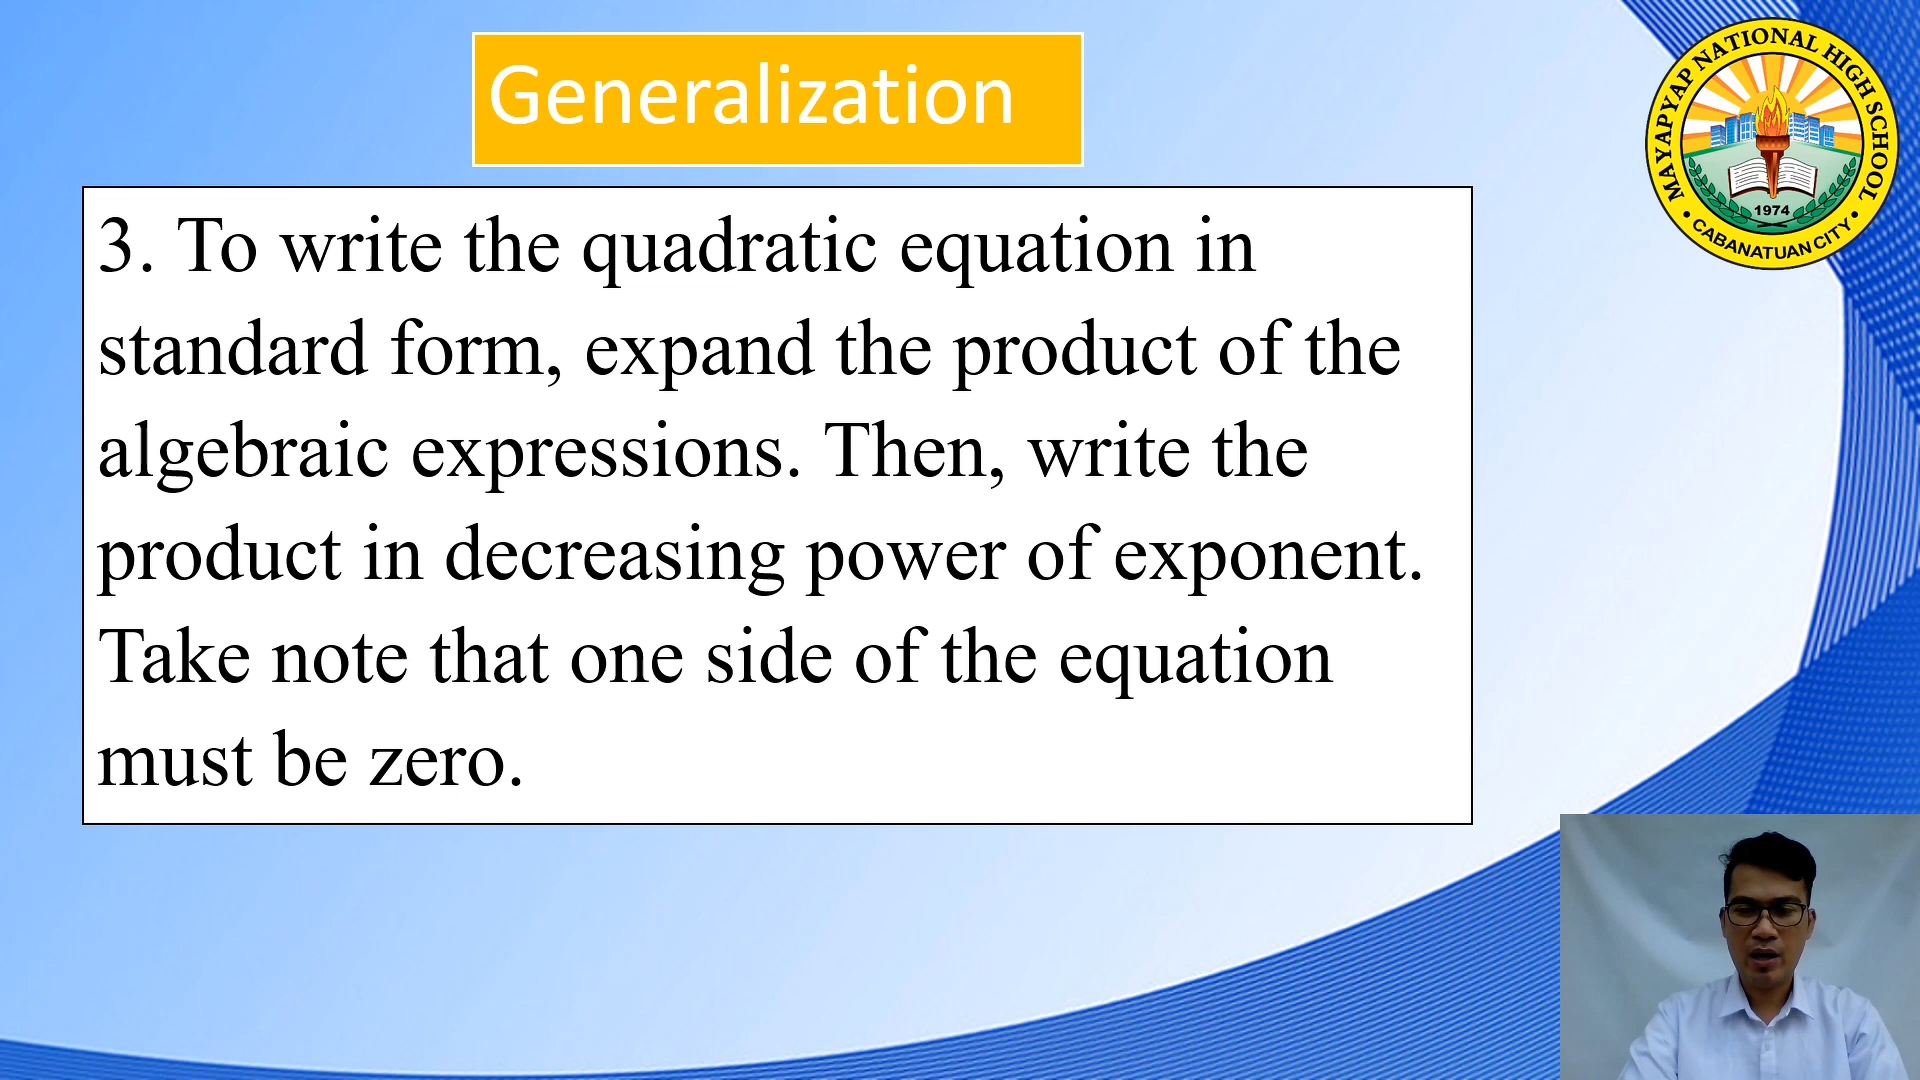 Generalization
3. To write the quadratic equation in
standard form, expand the product of the
algebraic expressions. Then, write the
product in decreasing power of exponent.
Take note that one side of the equation
must be zero.
MAYAPYAP NATIONAL HIGH SCHOOL
1974
• CABANATUAN CITY •